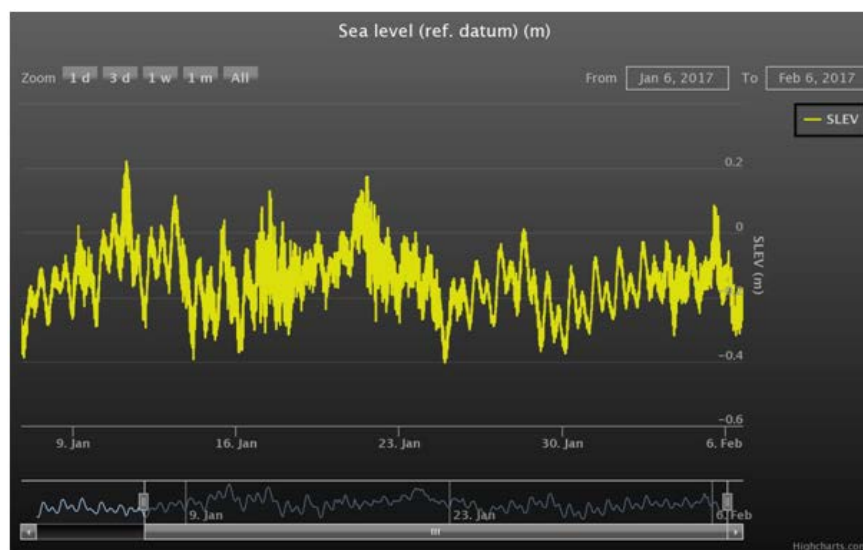 Sea level (ref. datum) (m)
Zoom 1 d 3 d 1 w 1 m All From Jan 6, 2017 To Feb 6, 2017
SLEV
0.2
0
SLEV (m)
-0.2
-0.4
-0.6
9. Jan 16. Jan 23. Jan 30. Jan 6. Feb
9. Jan 23. Jan 6. Feb
Highcharts.com